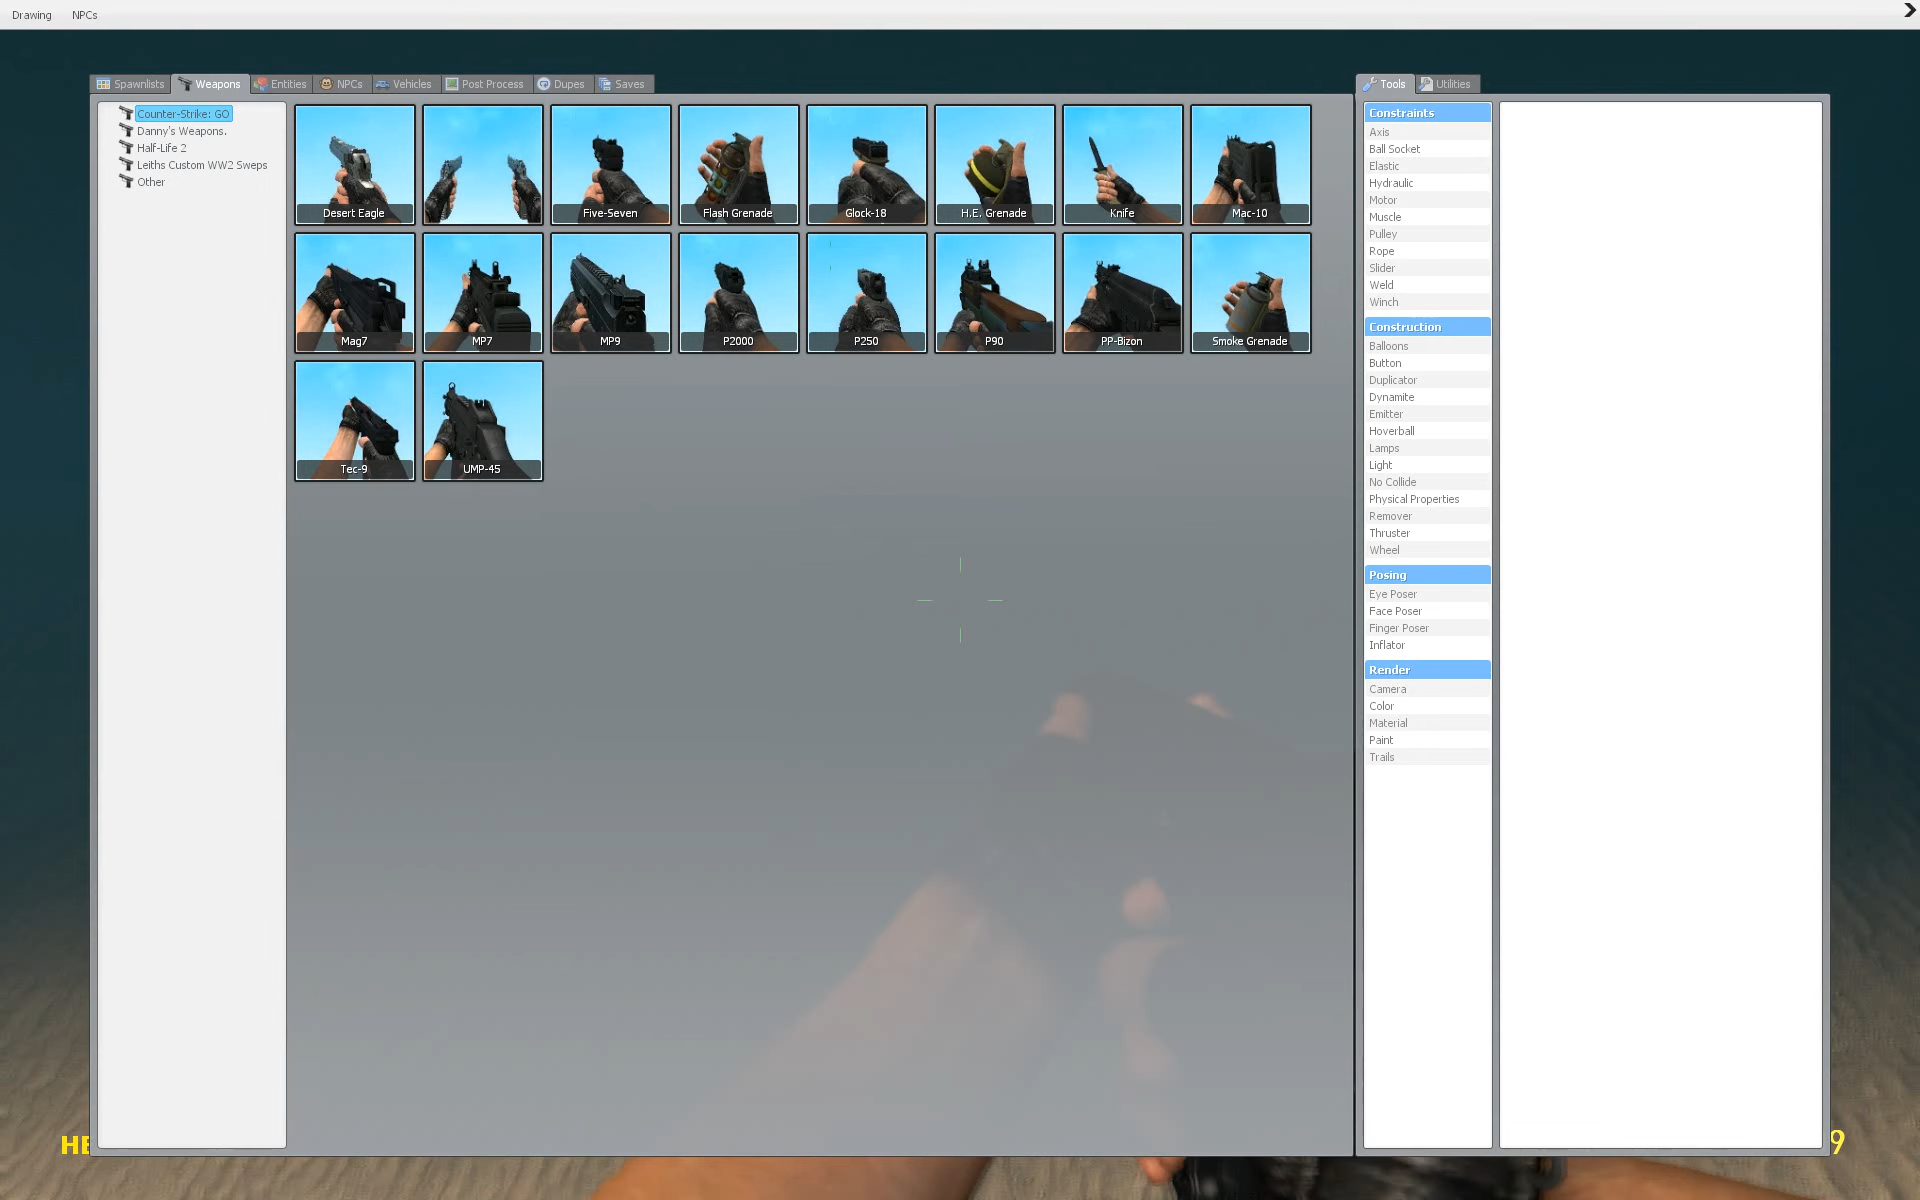 Drawing NPCs
Spawnlists Weapons Entities NPCs Vehicles Post Process Dupes Saves
Counter-Strike: GO
Danny's Weapons.
Half-Life 2
Leiths Custom WW2 Sweps
Other
Desert Eagle Five-Seven Flash Grenade Glock-18 H.E. Grenade Knife Mac-10
Mag7 MP7 MP9 P2000 P250 P90 PP-Bizon Smoke Grenade
Tec-9 UMP-45
Tools Utilities
Constraints
Axis
Ball Socket
Elastic
Hydraulic
Motor
Muscle
Pulley
Rope
Slider
Weld
Winch
Construction
Balloons
Button
Duplicator
Dynamite
Emitter
Hoverball
Lamps
Light
No Collide
Physical Properties
Remover
Thruster
Wheel
Posing
Eye Poser
Face Poser
Finger Poser
Inflator
Render
Camera
Color
Material
Paint
Trails
HE
9